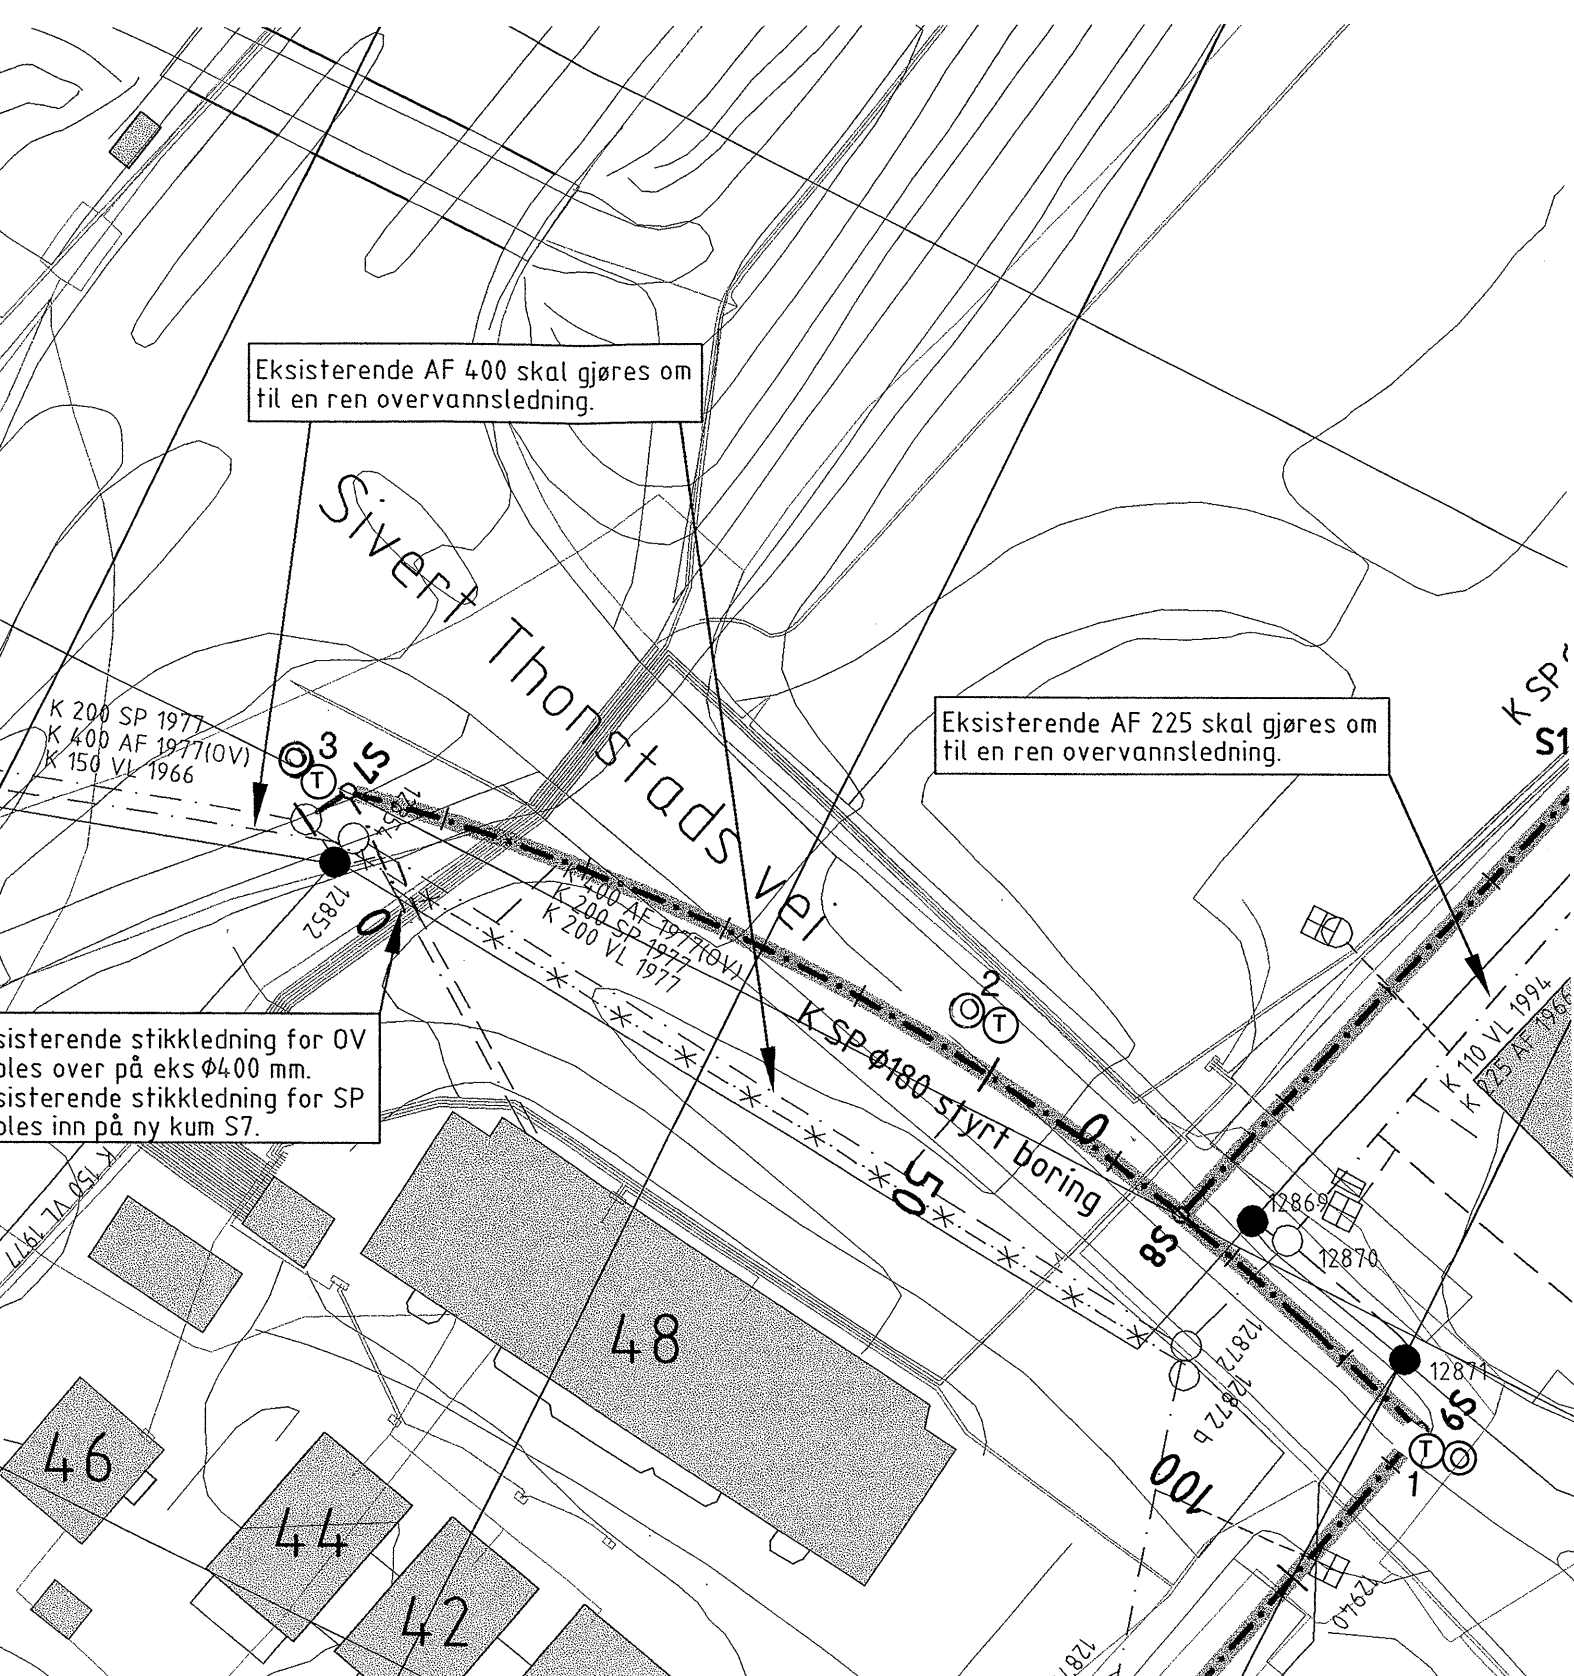 Eksisterende AF 400 skal gjøres om
til en ren overvannsledning.
Sivert Thonstads vei
K SP
S1
Eksisterende AF 225 skal gjøres om
til en ren overvannsledning.
K 200 SP 1977
K 400 AF 1977(OV)
K 150 VL 1966
3
T
S7
12852
0
K 400 AF 1977(OV)
K 200 SP 1977
K 200 VL 1977
2
O T
K SP Φ180 styrt boring
0
50
K 110 VL 1994
K 225 AF 1966
sisterende stikkledning for OV
bles over på eks Φ400 mm.
sisterende stikkledning for SP
bles inn på ny kum S7.
K 150 VL 1977
S8
12869
12870
12872
12872 b
12871
S9
T O
1
100
12940
48
46
44
42